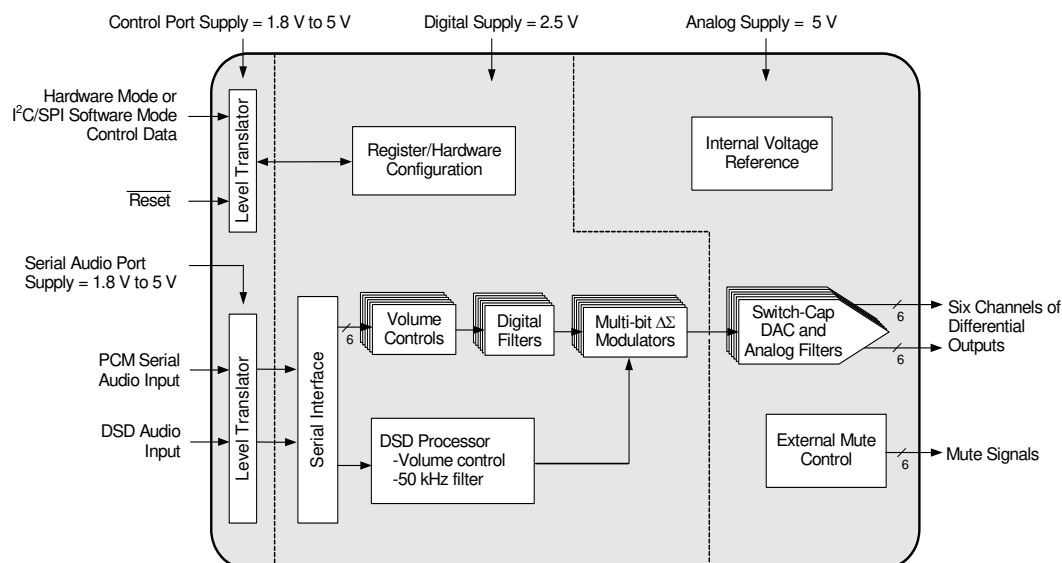 Control Port Supply = 1.8 V to 5 V
Digital Supply = 2.5 V
Analog Supply = 5 V
Hardware Mode or
I²C/SPI Software Mode
Control Data
Reset
Level Translator
Register/Hardware
Configuration
Internal Voltage
Reference
Serial Audio Port
Supply = 1.8 V to 5 V
PCM Serial
Audio Input
DSD Audio
Input
Level Translator
Serial Interface
6
Volume
Controls
Digital
Filters
Multi-bit ΔΣ
Modulators
Switch-Cap
DAC and
Analog Filters
6
6
Six Channels of
Differential
Outputs
DSD Processor
-Volume control
-50 kHz filter
External Mute
Control
6
Mute Signals